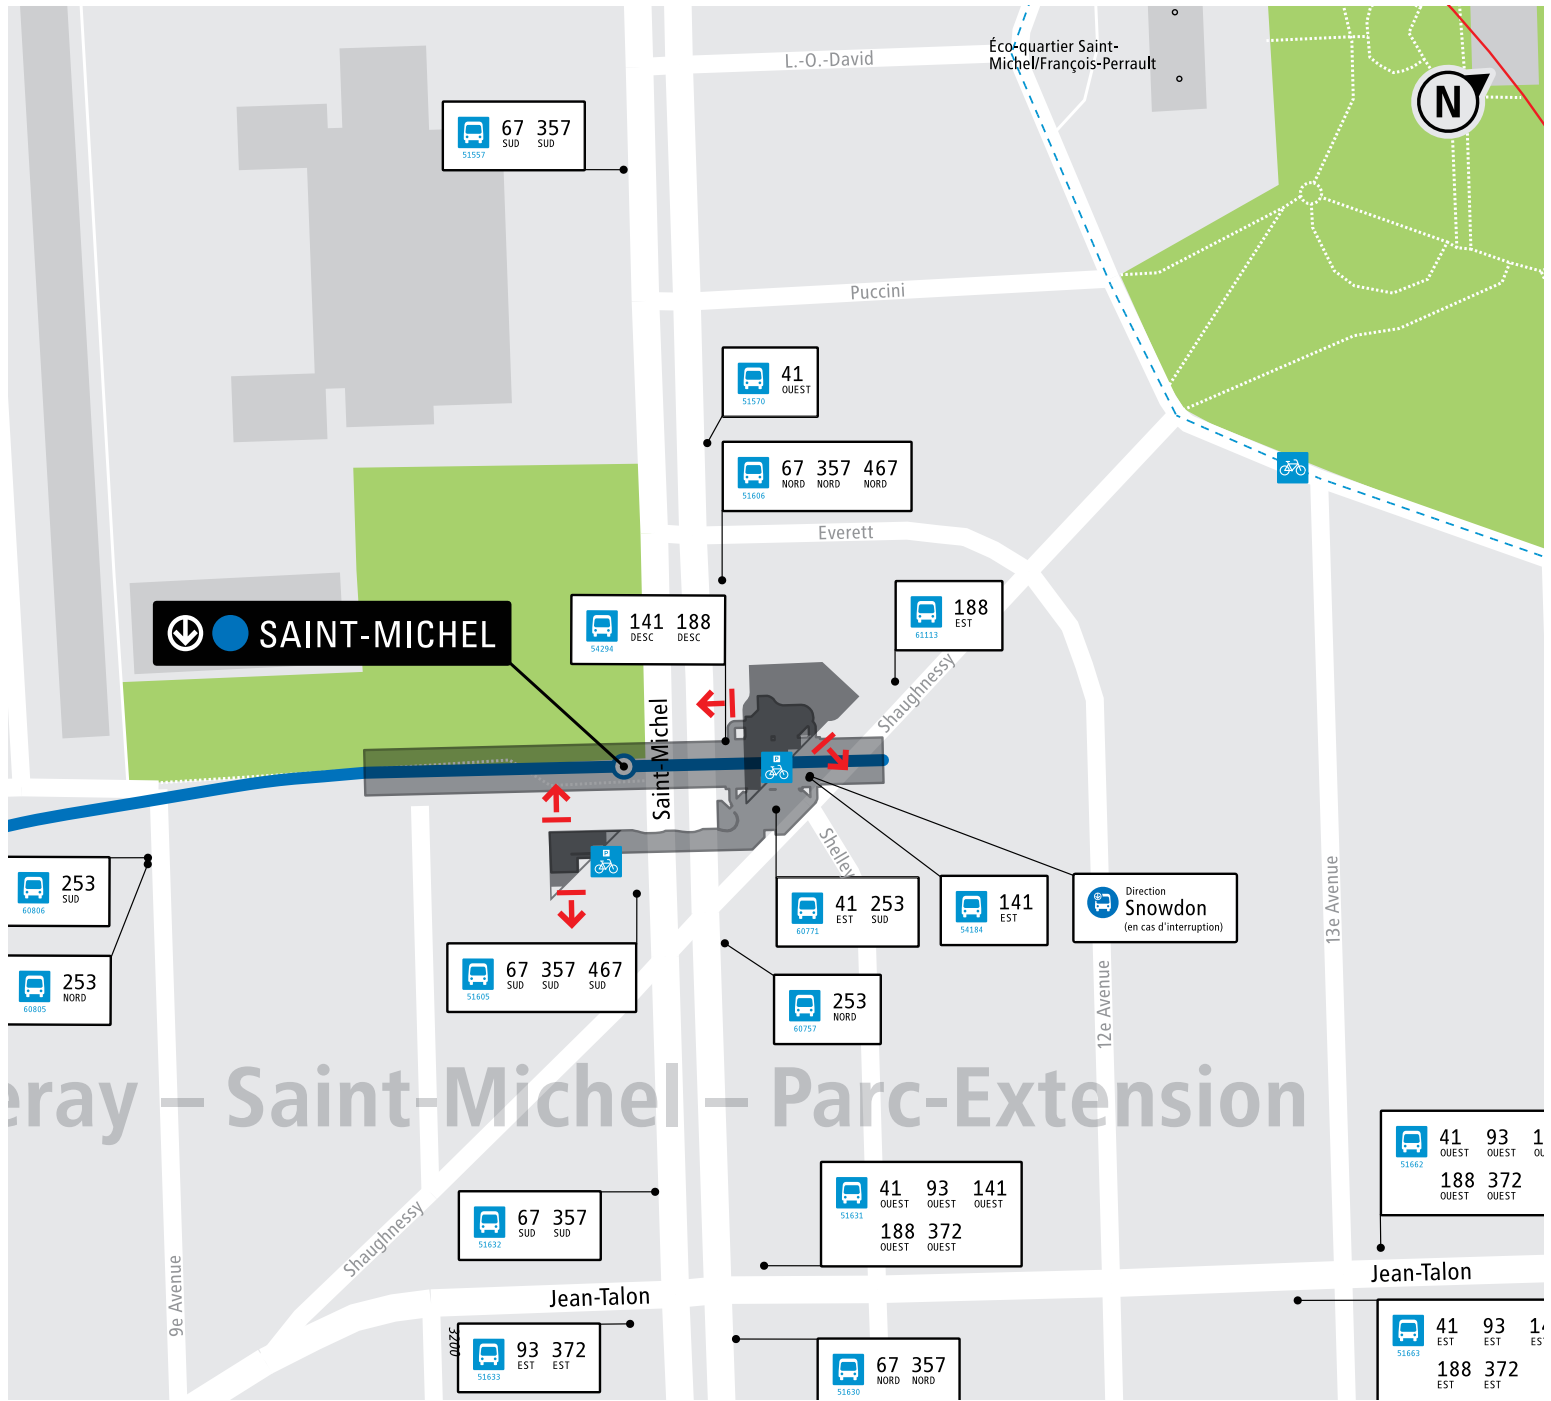 L.-O.-David
Éco-quartier Saint-
Michel/François-Perrault
N
67 357
SUD SUD
51557
Puccini
41
OUEST
51570
67 357 467
NORD NORD NORD
51606
Everett
SAINT-MICHEL
141 188
DESC DESC
54294
188
EST
61113
Shaughnessy
Saint-Michel
P
P
Shelley
253
SUD
60806
253
NORD
60805
67 357 467
SUD SUD SUD
51605
41 253
EST SUD
60771
141
EST
54184
Direction
Snowdon
(en cas d'interruption)
253
NORD
60757
12e Avenue
13e Avenue
eray – Saint-Michel – Parc-Extension
Shaughnessy
9e Avenue
67 357
SUD SUD
51632
41 93 141
OUEST OUEST OUEST
51631
188 372
OUEST OUEST
41 93 1
OUEST OUEST OU
51662
188 372
OUEST OUEST
Jean-Talon
Jean-Talon
3200
93 372
EST EST
51633
67 357
NORD NORD
51630
41 93 14
EST EST EST
51663
188 372
EST EST